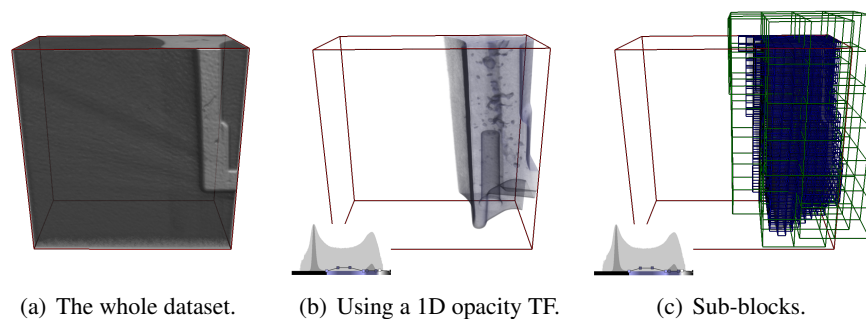 (a) The whole dataset.
(b) Using a 1D opacity TF.
(c) Sub-blocks.